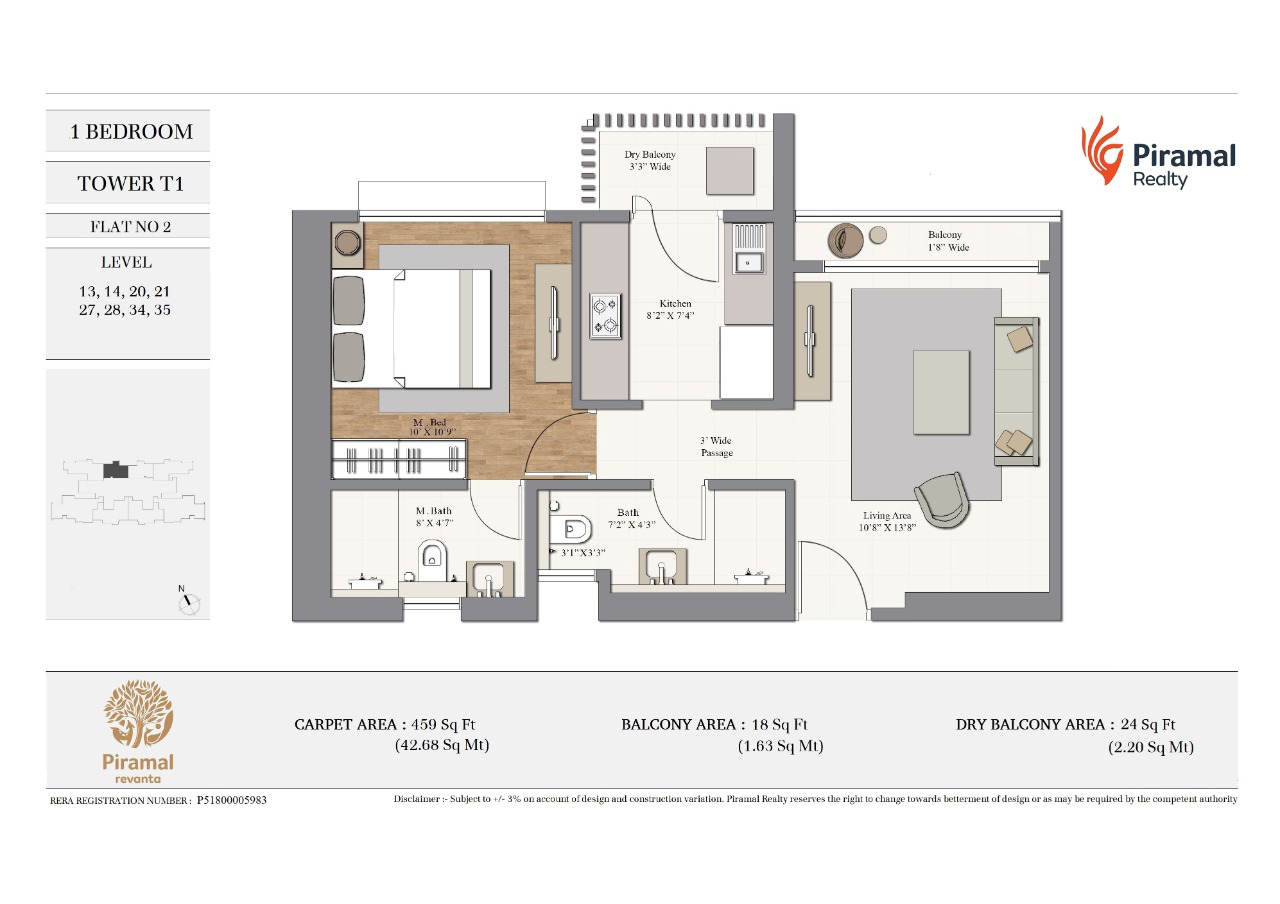 1 BEDROOM
TOWER T1
FLAT NO 2
LEVEL
13, 14, 20, 21
27, 28, 34, 35
N
Piramal
Realty
Dry Balcony
3'3" Wide
Balcony
1'8" Wide
Kitchen
8'2" X 7'4"
M. Bed
10' X 10'9"
3' Wide
Passage
M. Bath
8' X 4'7"
Bath
7'2" X 4'3"
3'1"X3'3"
Living Area
10'8" X 13'8"
Piramal
revanta
CARPET AREA : 459 Sq Ft
(42.68 Sq Mt)
BALCONY AREA : 18 Sq Ft
(1.63 Sq Mt)
DRY BALCONY AREA : 24 Sq Ft
(2.20 Sq Mt)
RERA REGISTRATION NUMBER : P51800005983
Disclaimer :- Subject to +/- 3% on account of design and construction variation. Piramal Realty reserves the right to change towards betterment of design or as may be required by the competent authority